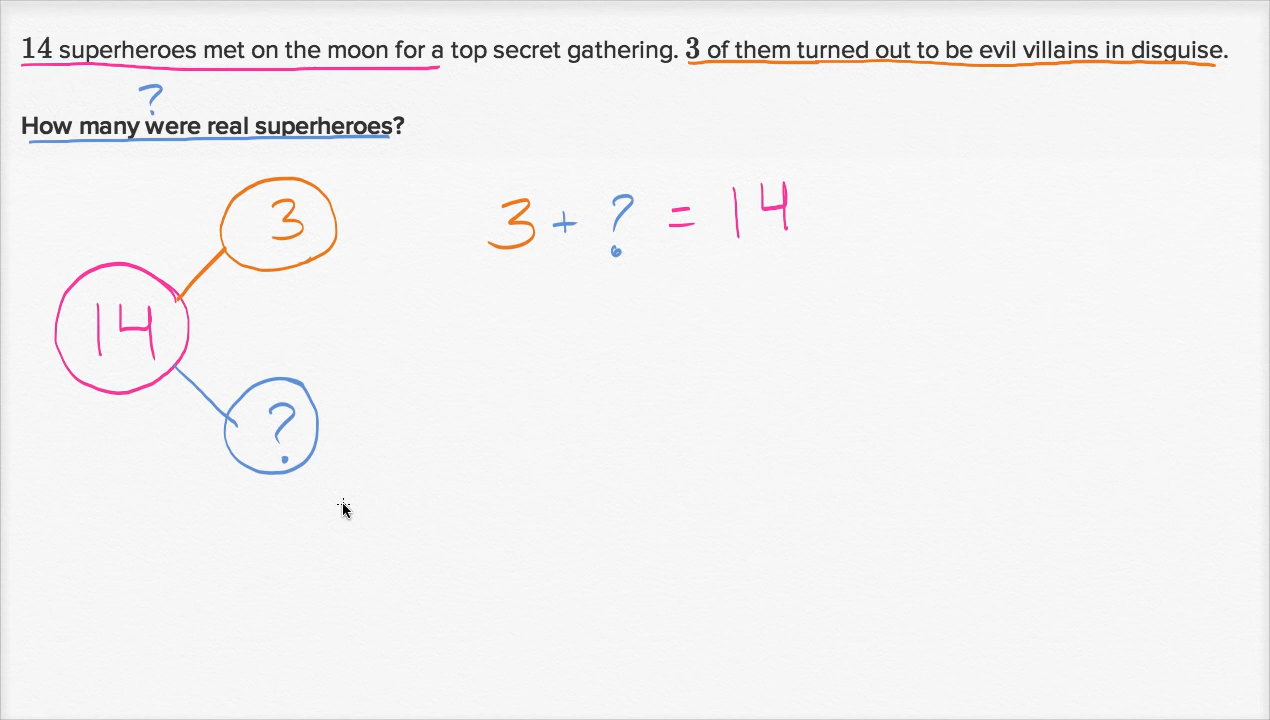 14 superheroes met on the moon for a top secret gathering. 3 of them turned out to be evil villains in disguise.
?
How many were real superheroes?
3
3 + ? = 14
14
?